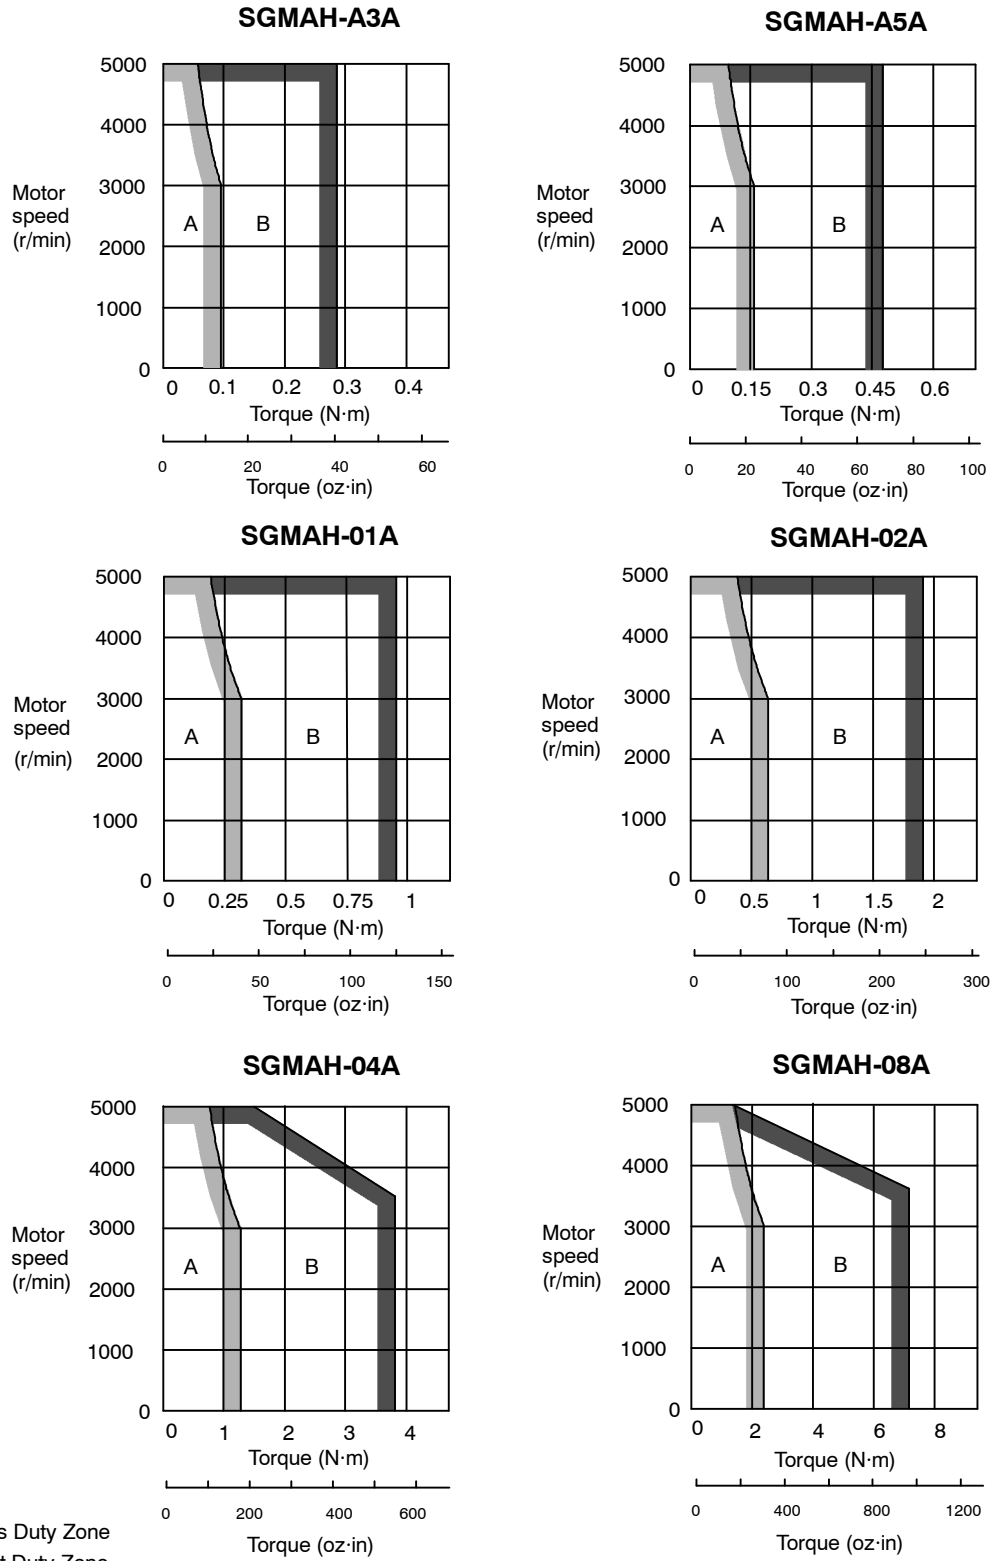 SGMAH-A3A
5000
4000
3000
2000
1000
0
Motor
speed
(r/min)
A
B
0 0.1 0.2 0.3 0.4
Torque (N·m)
0 20 40 60
Torque (oz·in)
SGMAH-A5A
5000
4000
3000
2000
1000
0
Motor
speed
(r/min)
A
B
0 0.15 0.3 0.45 0.6
Torque (N·m)
0 20 40 60 80 100
Torque (oz·in)
SGMAH-01A
5000
4000
3000
2000
1000
0
Motor
speed
(r/min)
A
B
0 0.25 0.5 0.75 1
Torque (N·m)
0 50 100 150
Torque (oz·in)
SGMAH-02A
5000
4000
3000
2000
1000
0
Motor
speed
(r/min)
A
B
0 0.5 1 1.5 2
Torque (N·m)
0 100 200 300
Torque (oz·in)
SGMAH-04A
5000
4000
3000
2000
1000
0
Motor
speed
(r/min)
A
B
0 1 2 3 4
Torque (N·m)
0 200 400 600
Torque (oz·in)
SGMAH-08A
5000
4000
3000
2000
1000
0
Motor
speed
(r/min)
A
B
0 2 4 6 8
Torque (N·m)
0 400 800 1200
Torque (oz·in)
s Duty Zone
t Duty Zone